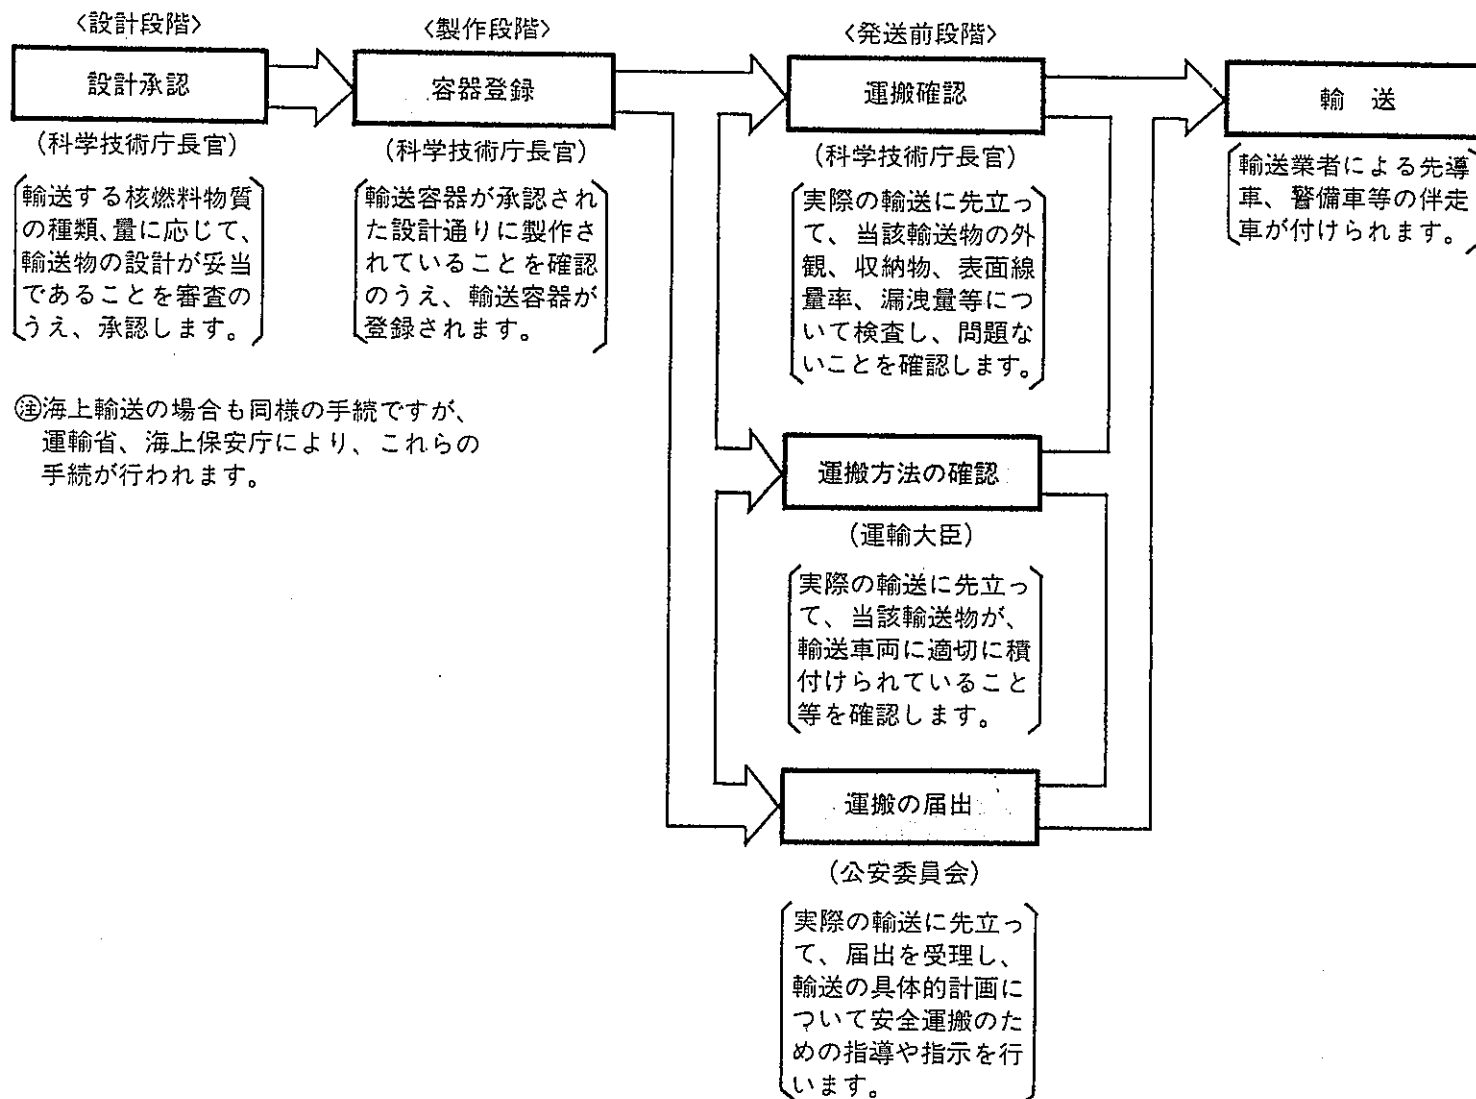 〈設計段階〉
設計承認
(科学技術庁長官)
輸送する核燃料物質
の種類、量に応じて、
輸送物の設計が妥当
であることを審査の
うえ、承認します。
〈製作段階〉
容器登録
(科学技術庁長官)
輸送容器が承認され
た設計通りに製作さ
れていることを確認
のうえ、輸送容器が
登録されます。
〈発送前段階〉
運搬確認
(科学技術庁長官)
実際の輸送に先立っ
て、当該輸送物の外
観、収納物、表面線
量率、漏洩量等につ
いて検査し、問題な
いことを確認します。
運搬方法の確認
(運輸大臣)
実際の輸送に先立っ
て、当該輸送物が、
輸送車両に適切に積
付けられていること
等を確認します。
運搬の届出
(公安委員会)
実際の輸送に先立っ
て、届出を受理し、
輸送の具体的計画に
ついて安全運搬のた
めの指導や指示を行
います。
輸 送
輸送業者による先導
車、警備車等の伴走
車が付けられます。
㊟海上輸送の場合も同様の手続ですが、
運輸省、海上保安庁により、これらの
手続が行われます。